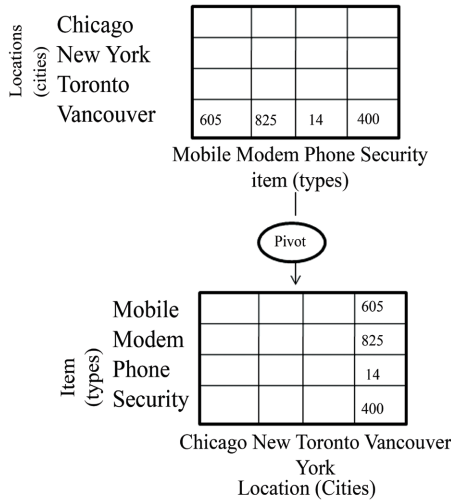 Locations
(cities)
Chicago
New York
Toronto
Vancouver
605 825 14 400
Mobile Modem Phone Security
item (types)
Pivot
Item
(types)
Mobile
Modem
Phone
Security
605
825
14
400
Chicago New Toronto Vancouver
York
Location (Cities)